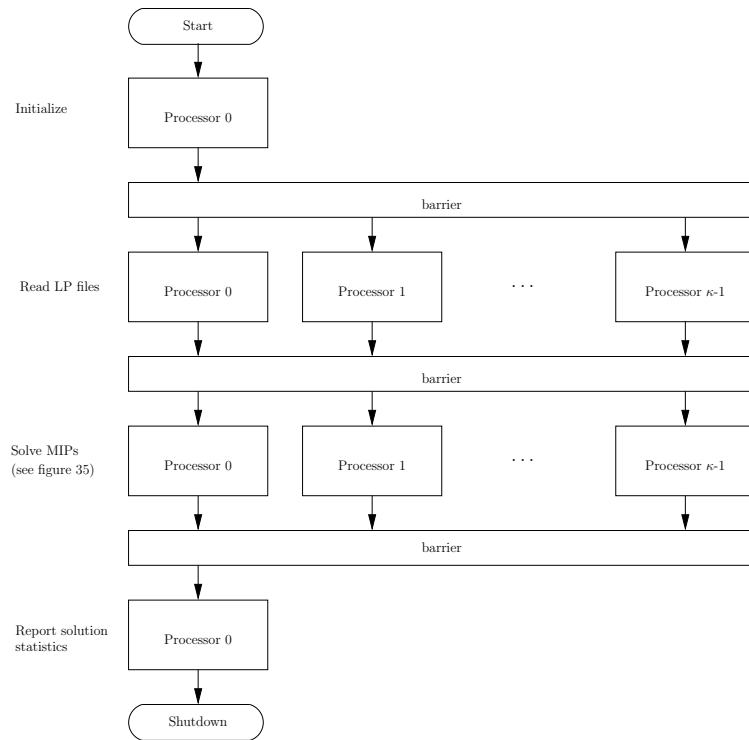 Start
Initialize
Processor 0
barrier
Read LP files
Processor 0
Processor 1
. . .
Processor κ-1
barrier
Solve MIPs
(see figure 35)
Processor 0
Processor 1
. . .
Processor κ-1
barrier
Report solution
statistics
Processor 0
Shutdown